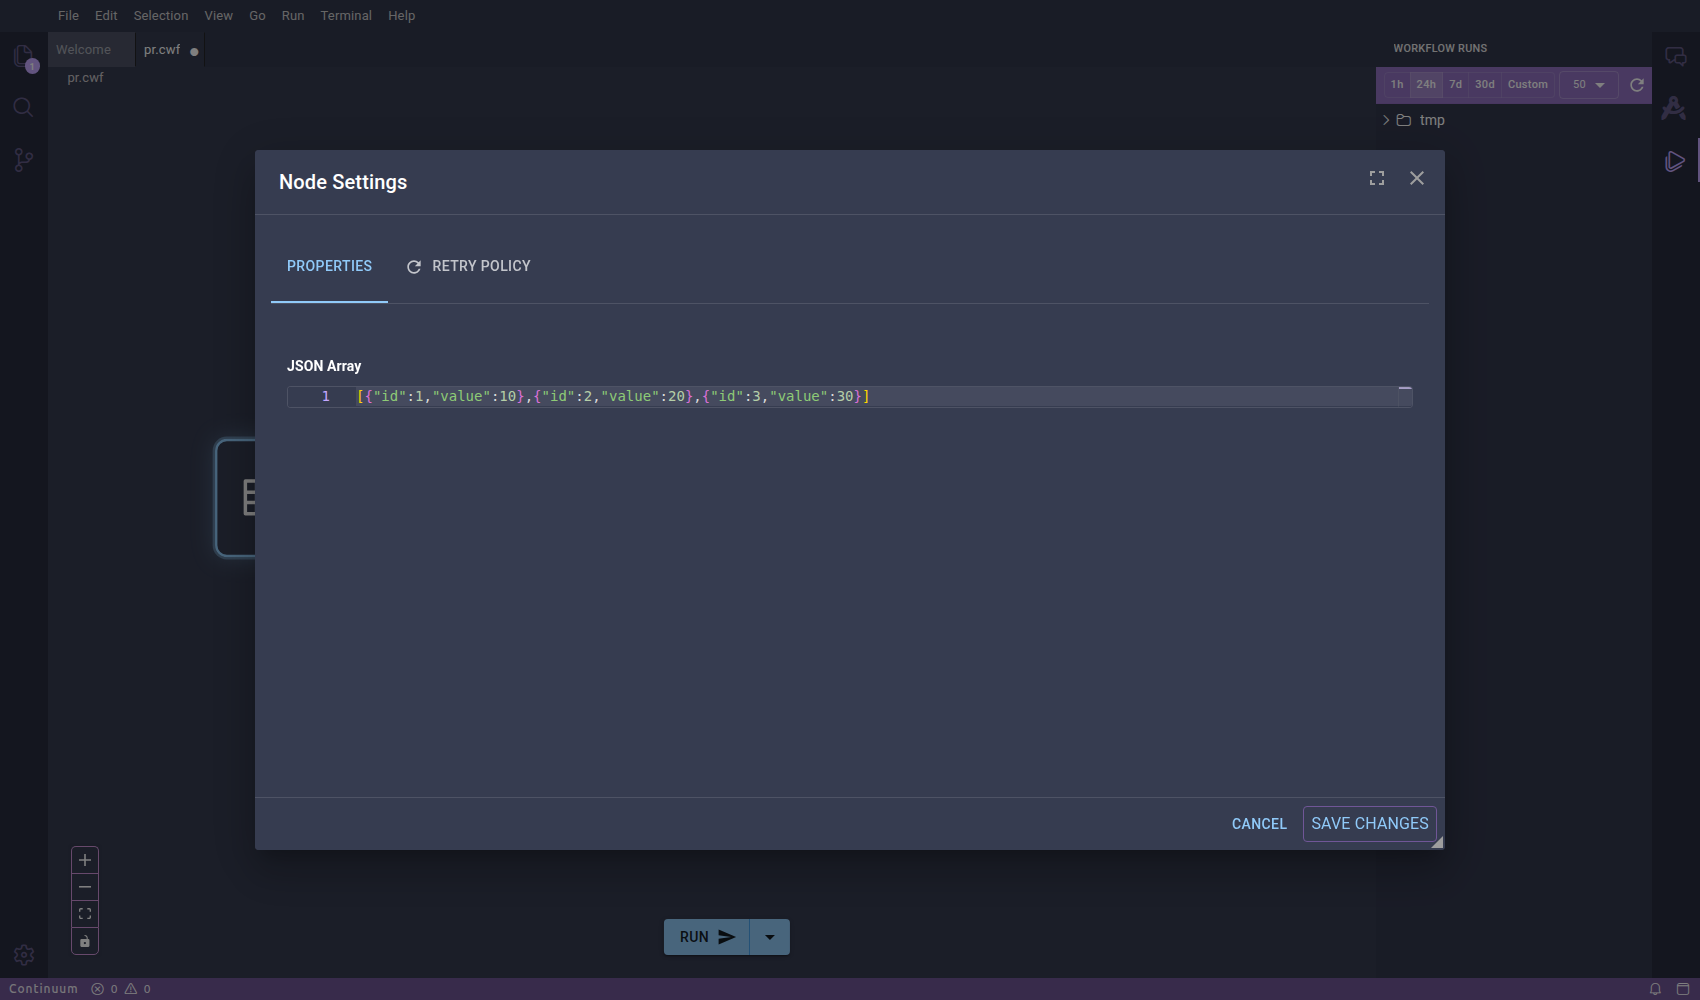 File Edit Selection View Go Run Terminal Help
Welcome pr.cwf
pr.cwf
1
WORKFLOW RUNS
1h 24h 7d 30d Custom 50
tmp
Node Settings
PROPERTIES RETRY POLICY
JSON Array
1 [{"id":1,"value":10},{"id":2,"value":20},{"id":3,"value":30}]
CANCEL SAVE CHANGES
RUN
Continuum 0 0